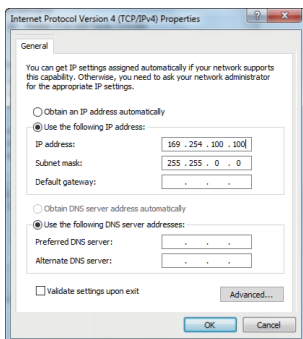 Internet Protocol Version 4 (TCP/IPv4) Properties
General
You can get IP settings assigned automatically if your network supports
this capability. Otherwise, you need to ask your network administrator
for the appropriate IP settings.
Obtain an IP address automatically
Use the following IP address:
IP address: 169 . 254 . 100 . 100
Subnet mask: 255 . 255 . 0 . 0
Default gateway: . . .
Obtain DNS server address automatically
Use the following DNS server addresses:
Preferred DNS server: . . .
Alternate DNS server: . . .
Validate settings upon exit
Advanced...
OK Cancel